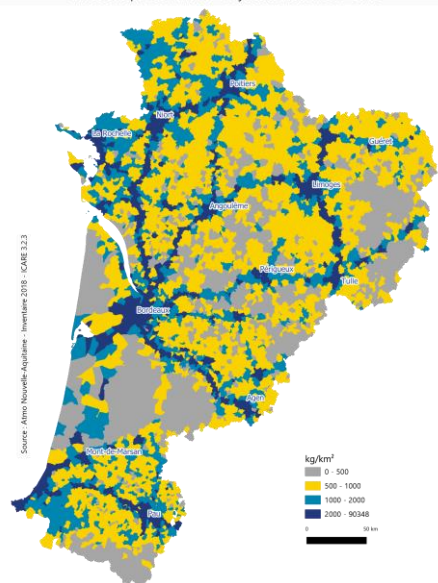 Poitiers
Niort
La Rochelle
Guéret
Limoges
Angoulême
Périgueux
Tulle
Bordeaux
Agen
Mont-de-Marsan
Pau
Source : Atmo Nouvelle-Aquitaine - Inventaire 2018 - ICARE 3.2.3
kg/km²
0 - 500
500 - 1000
1000 - 2000
2000 - 90348
0 50 km